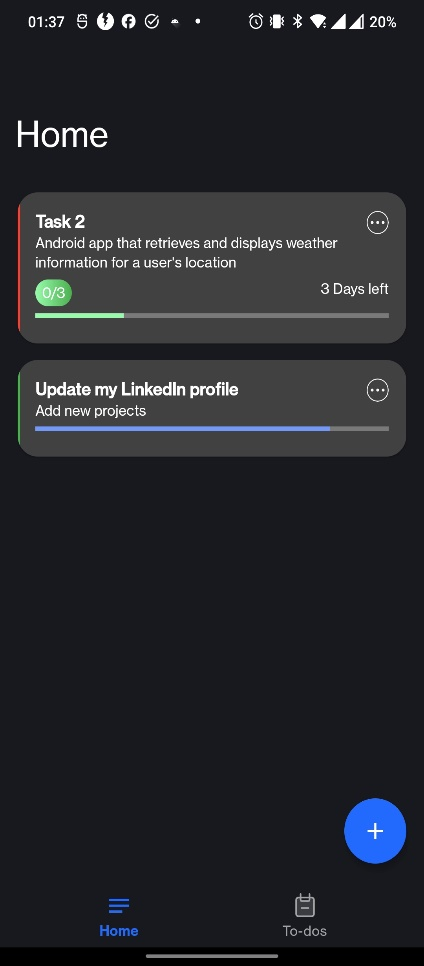 01:37
20%
Home
Task 2
Android app that retrieves and displays weather
information for a user's location
0/3
3 Days left
Update my LinkedIn profile
Add new projects
Home
To-dos